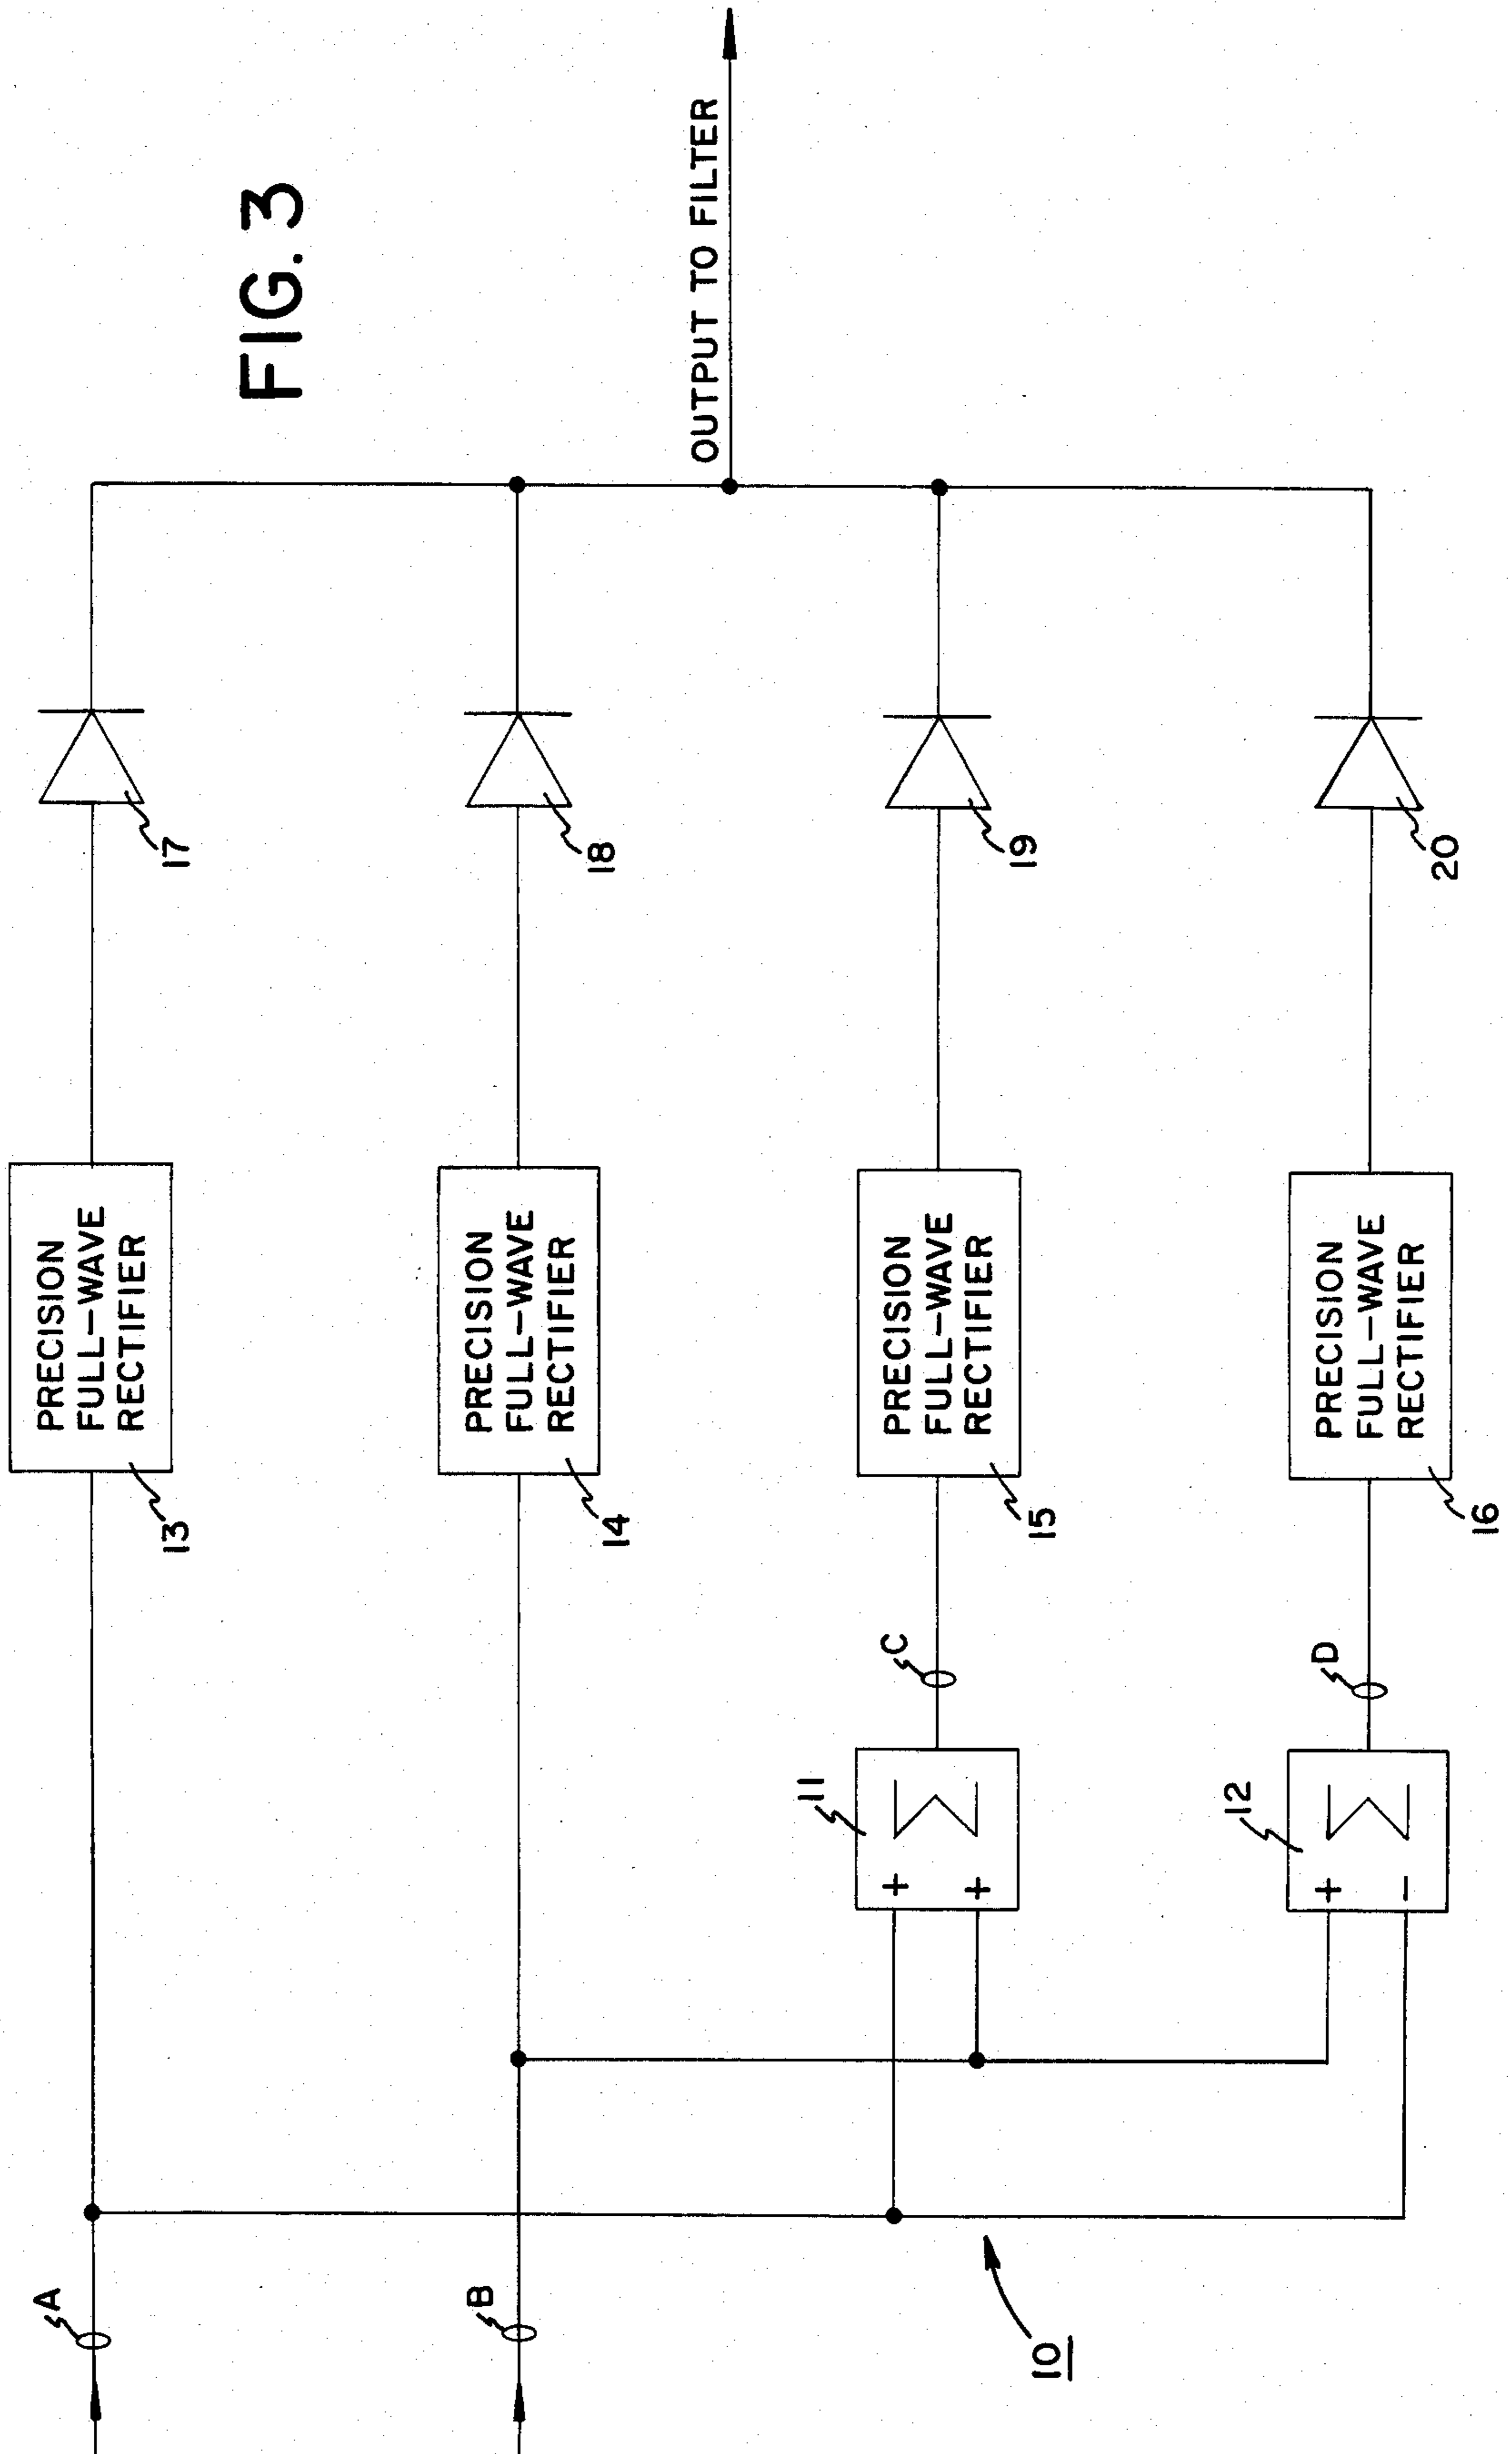 FIG. 3
A
PRECISION
FULL-WAVE
RECTIFIER
13
17
B
PRECISION
FULL-WAVE
RECTIFIER
14
18
OUTPUT TO FILTER
11
+
+
Σ
C
PRECISION
FULL-WAVE
RECTIFIER
15
19
10
12
+
-
Σ
D
PRECISION
FULL-WAVE
RECTIFIER
16
20